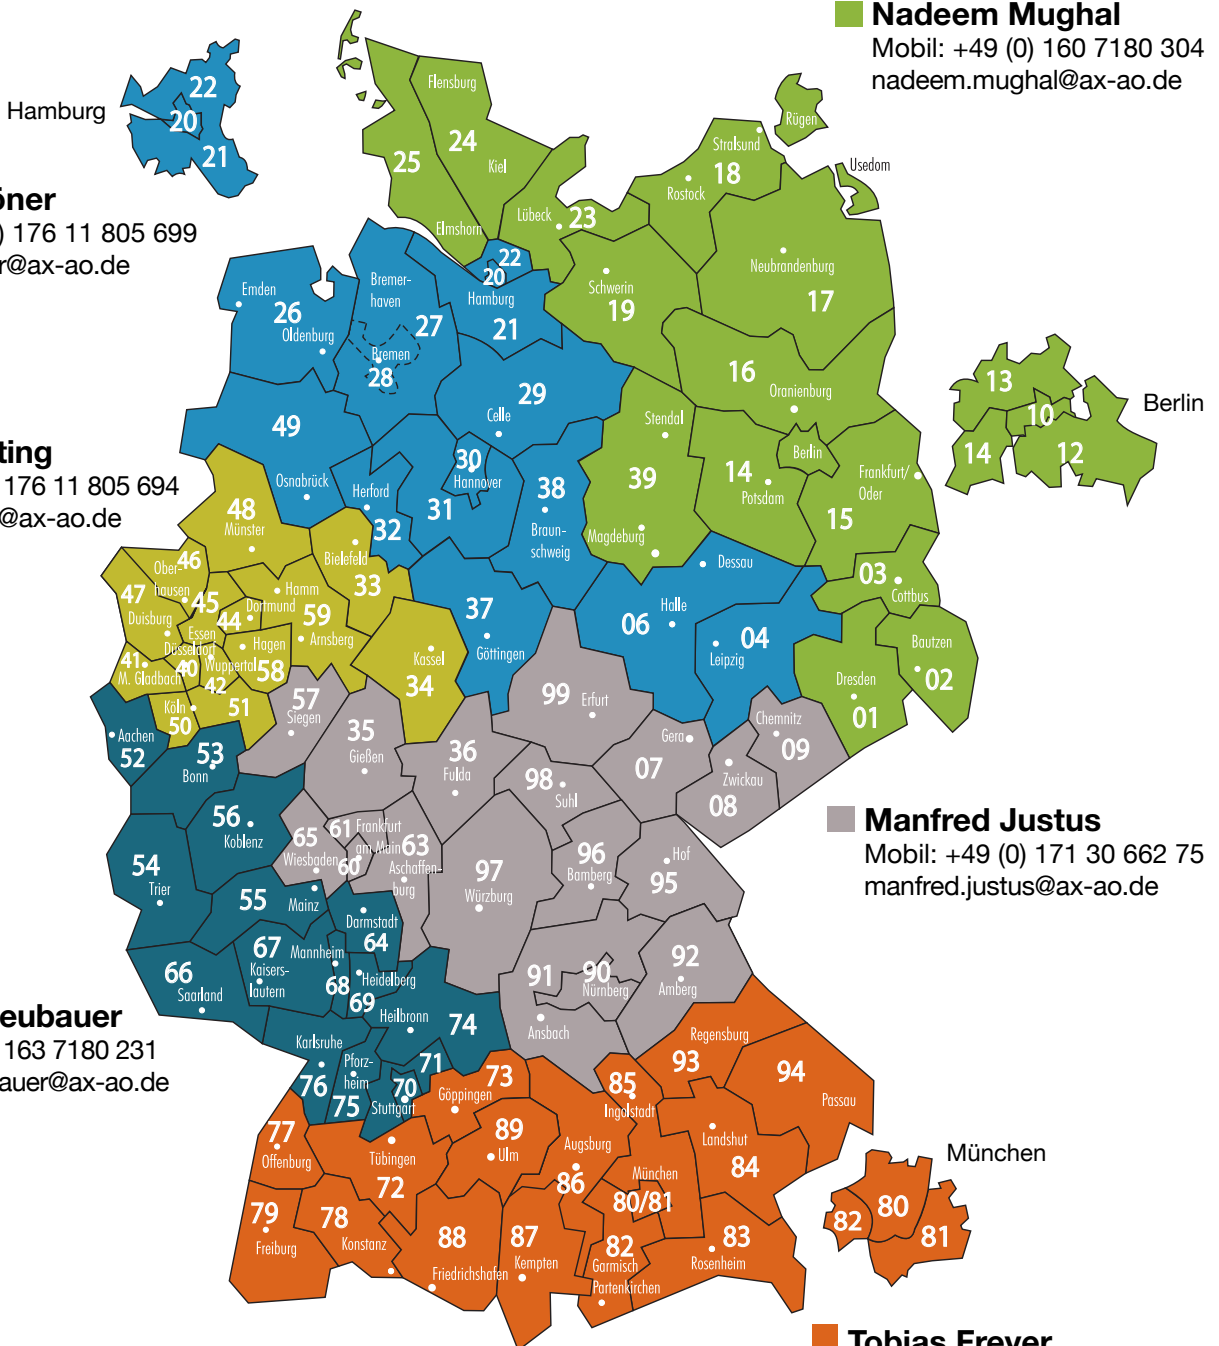 Nadeem Mughal
Mobil: +49 (0) 160 7180 304
nadeem.mughal@ax-ao.de
Hamburg
22
20
21
öner
) 176 11 805 699
r@ax-ao.de
ting
176 11 805 694
@ax-ao.de
eubauer
163 7180 231
auer@ax-ao.de
Flensburg
24
25
Kiel
Elmshorn
Lübeck
23
Stralsund
18
Rostock
Rügen
Usedom
Neubrandenburg
17
Schwerin
19
22
20
Hamburg
21
Emden
26
Oldenburg
Bremer-
haven
27
Bremen
28
29
Celle
16
Oranienburg
13
10
14
12
Berlin
49
Osnabrück
Herford
32
30
Hannover
31
38
Braun-
schweig
Stendal
39
Magdeburg
14
Potsdam
Berlin
Frankfurt/
Oder
15
03
Cottbus
Bautzen
02
Dresden
01
Dessau
Halle
06
04
Leipzig
37
Göttingen
48
Münster
Bielefeld
33
46
Ober-
hausen
47
Duisburg
45
Essen
44
Dortmund
Hamm
59
Arnsberg
Hagen
58
Düsseldorf
40
41
M. Gladbach
Wuppertal
42
Köln
50
51
Kassel
34
57
Siegen
35
Gießen
36
Fulda
99
Erfurt
Gera
07
Chemnitz
09
Zwickau
08
98
Suhl
Aachen
52
53
Bonn
56
Koblenz
54
Trier
55
Mainz
65
Wiesbaden
61
60
Frankfurt
am Main
63
Aschaffen-
burg
97
Würzburg
96
Bamberg
Hof
95
Manfred Justus
Mobil: +49 (0) 171 30 662 75
manfred.justus@ax-ao.de
Darmstadt
64
67
Kaisers-
lautern
Mannheim
68
Heidelberg
69
66
Saarland
Heilbronn
74
91
Ansbach
90
Nürnberg
92
Amberg
Karlsruhe
76
Pforz-
heim
75
70
Stuttgart
71
73
Göppingen
85
Ingolstadt
Regensburg
93
94
Passau
77
Offenburg
Tübingen
72
89
Ulm
Augsburg
86
Landshut
84
München
80/81
79
Freiburg
78
Konstanz
88
Friedrichshafen
87
Kempten
82
Garmisch
Partenkirchen
83
Rosenheim
München
82
80
81
Tobias Freyer